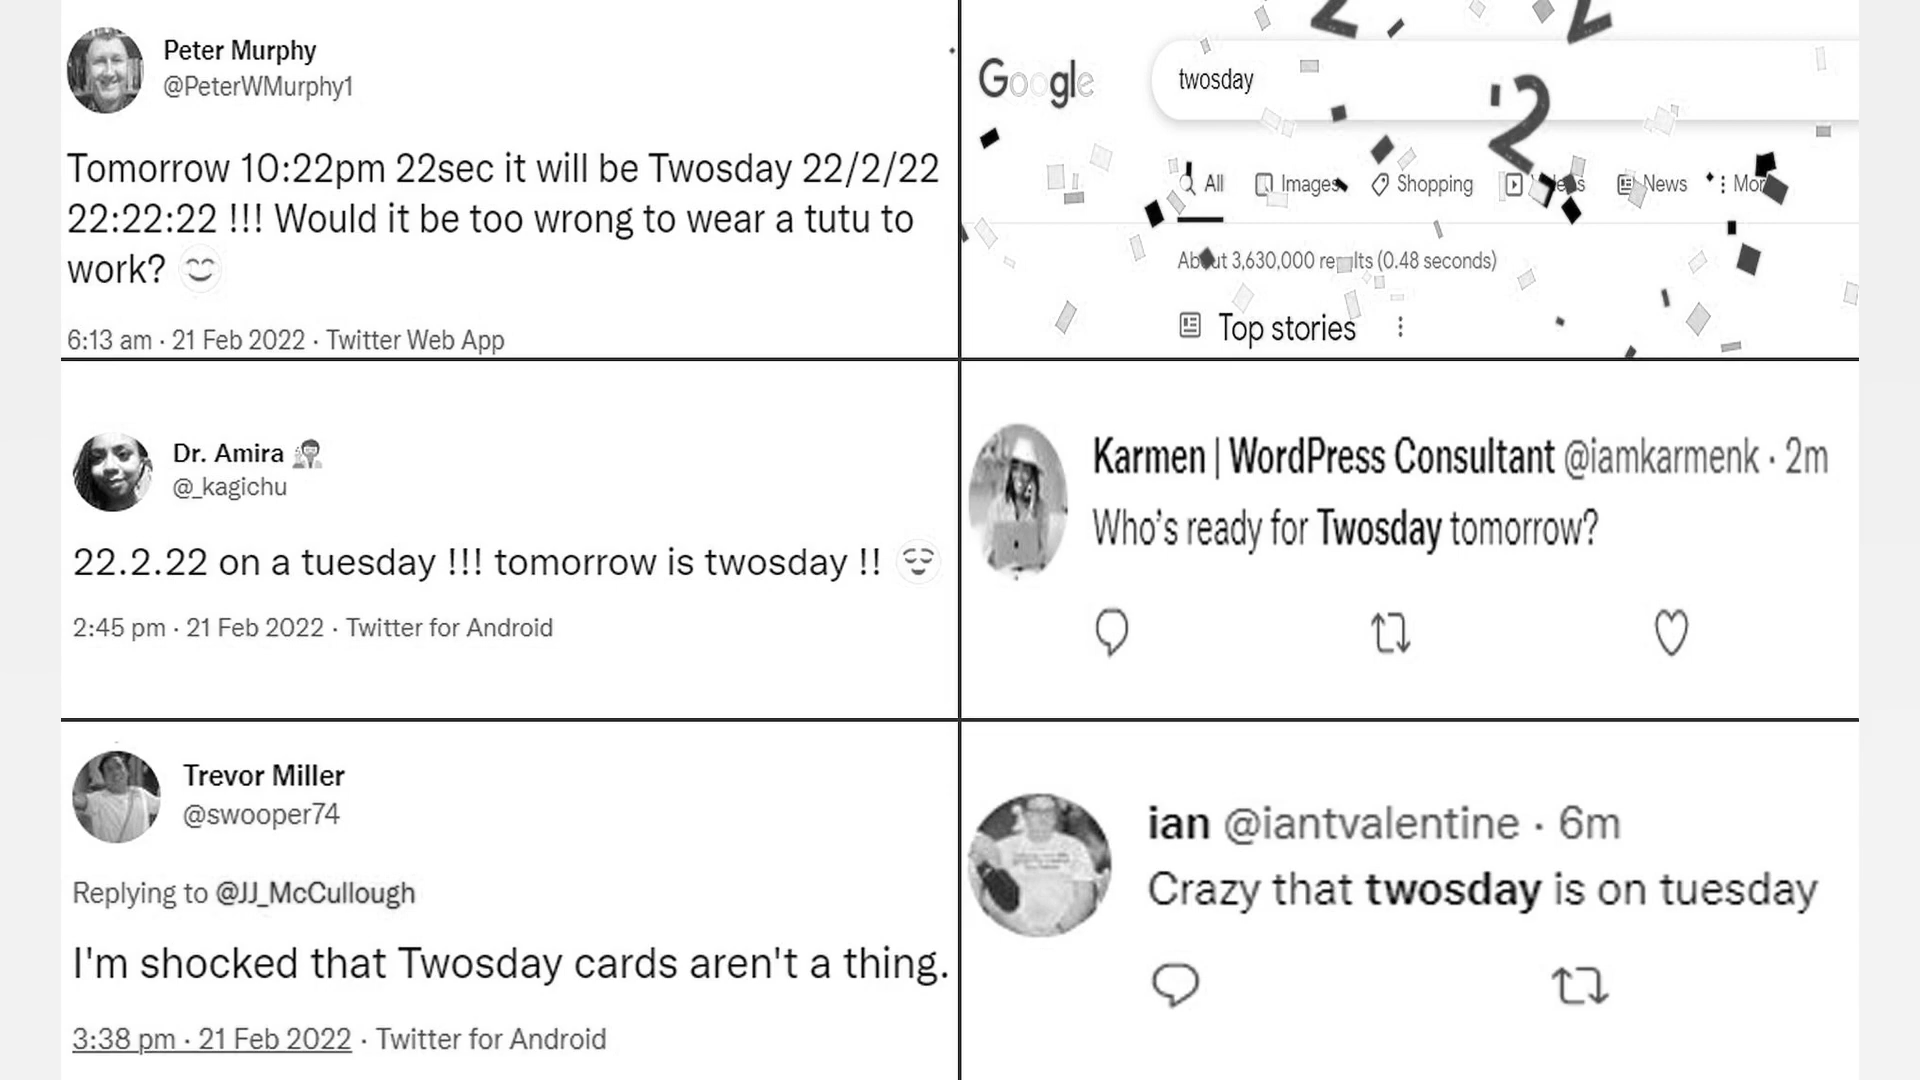 Peter Murphy
@PeterWMurphy1
Tomorrow 10:22pm 22sec it will be Twosday 22/2/22
22:22:22 !!! Would it be too wrong to wear a tutu to
work? 😊
6:13 am · 21 Feb 2022 · Twitter Web App
2
2
'2
Google
twosday
All Images Shopping News
About 3,630,000 results (0.48 seconds)
Top stories
Dr. Amira
@_kagichu
22.2.22 on a tuesday !!! tomorrow is twosday !! 😌
2:45 pm · 21 Feb 2022 · Twitter for Android
Karmen | WordPress Consultant @iamkarmenk · 2m
Who's ready for Twosday tomorrow?
Trevor Miller
@swooper74
Replying to @JJ_McCullough
I'm shocked that Twosday cards aren't a thing.
3:38 pm · 21 Feb 2022 · Twitter for Android
ian @iantvalentine · 6m
Crazy that twosday is on tuesday